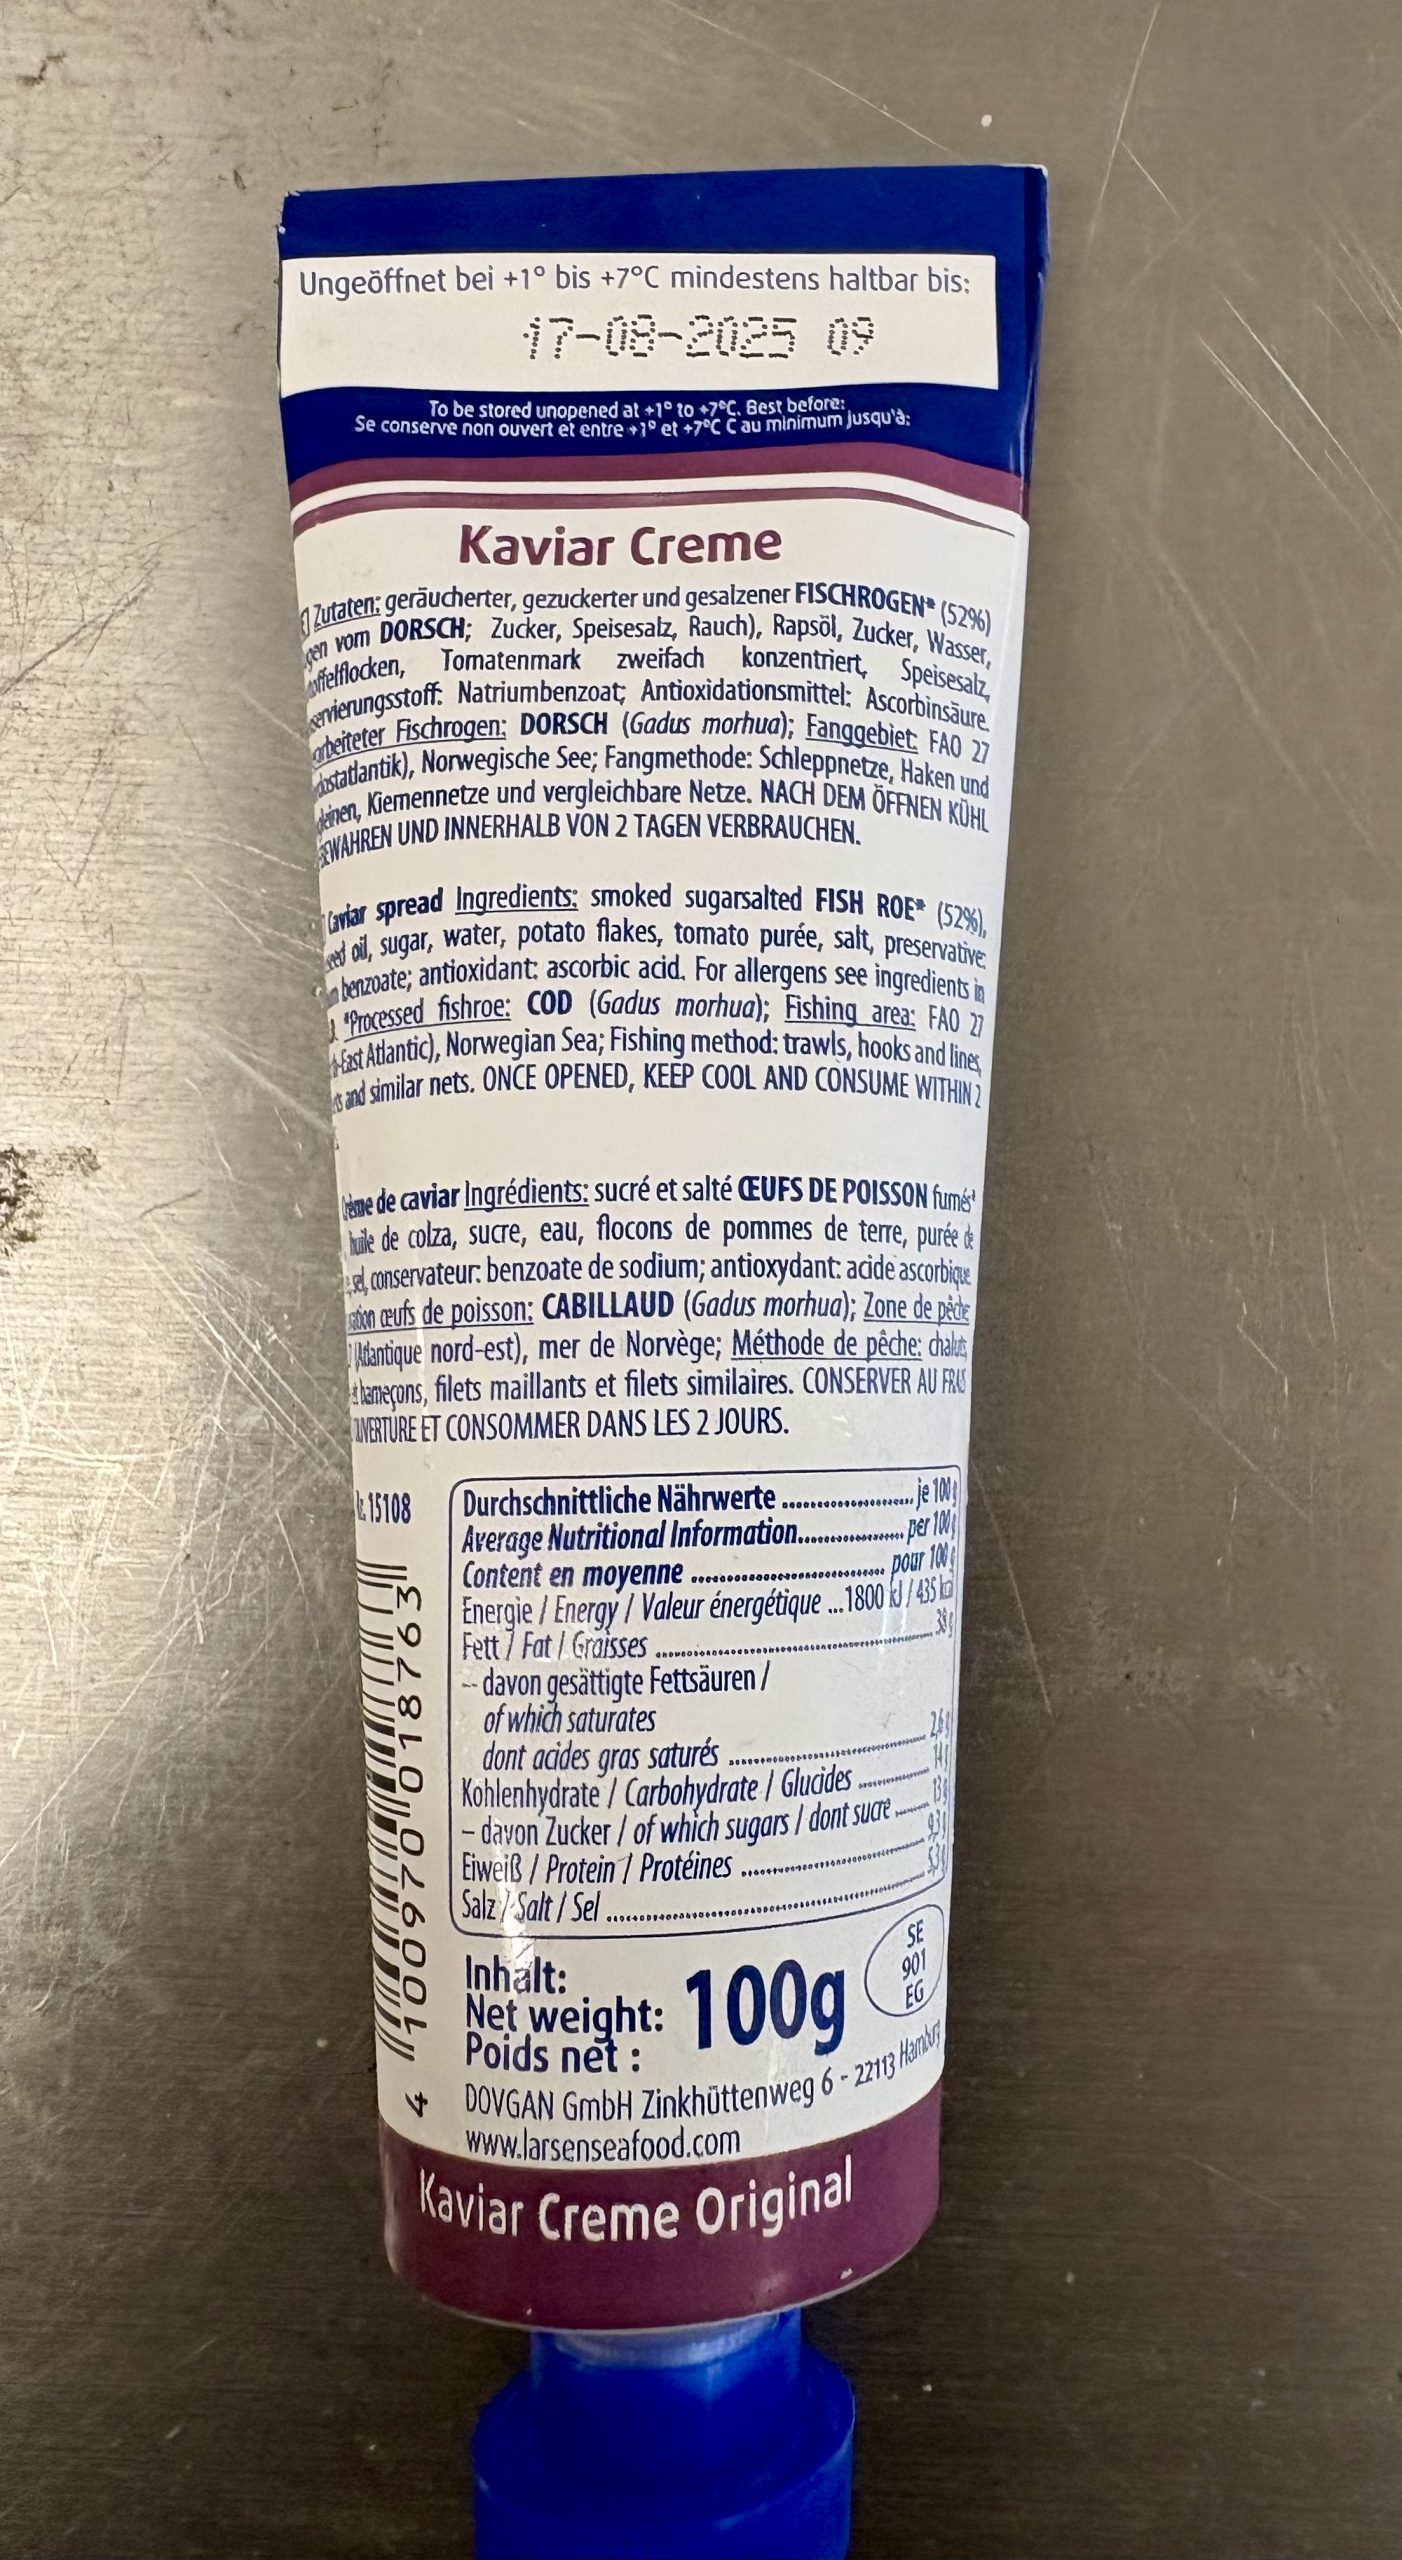 Ungeöffnet bei +1° bis +7°C mindestens haltbar bis:
17-08-2025 09
To be stored unopened at +1° to +7°C. Best before:
Se conserve non ouvert et entre +1° et +7°C C au minimum jusqu'à:
Kaviar Creme
Zutaten: geräucherter, gezuckerter und gesalzener FISCHROGEN* (52%)
vom DORSCH; Zucker, Speisesalz, Rauch), Rapsöl, Zucker, Wasser,
Tomatenmark zweifach konzentriert, Speisesalz,
Natriumbenzoat; Antioxidationsmittel: Ascorbinsäure.
Fischrogen: DORSCH (Gadus morhua); Fanggebiet: FAO 27
Norwegische See; Fangmethode: Schleppnetze, Haken und
Kiemennetze und vergleichbare Netze. NACH DEM ÖFFNEN KÜHL
UND INNERHALB VON 2 TAGEN VERBRAUCHEN.
Caviar spread Ingredients: smoked sugarsalted FISH ROE* (52%),
oil, sugar, water, potato flakes, tomato purée, salt, preservative:
benzoate; antioxidant: ascorbic acid. For allergens see ingredients in
*Processed fishroe: COD (Gadus morhua); Fishing area: FAO 27
East Atlantic), Norwegian Sea; Fishing method: trawls, hooks and lines,
and similar nets. ONCE OPENED, KEEP COOL AND CONSUME WITHIN 2
de caviar Ingrédients: sucré et salté ŒUFS DE POISSON fumés*
huile de colza, sucre, eau, flocons de pommes de terre, purée de
sel, conservateur: benzoate de sodium; antioxydant: acide ascorbique
œufs de poisson: CABILLAUD (Gadus morhua); Zone de pêche
(Atlantique nord-est), mer de Norvège; Méthode de pêche: chaluts,
hameçons, filets maillants et filets similaires. CONSERVER AU FRAIS
ET CONSOMMER DANS LES 2 JOURS.
15108
Durchschnittliche Nährwerte je 100 g
Average Nutritional Information per 100 g
Content en moyenne pour 100 g
Energie / Energy / Valeur énergétique ...1800 kJ / 435 kcal
Fett / Fat / Graisses 38 g
- davon gesättigte Fettsäuren /
of which saturates
dont acides gras saturés
Kohlenhydrate / Carbohydrate / Glucides
- davon Zucker / of which sugars / dont sucre
Eiweiß / Protein / Protéines
Salz / Salt / Sel
4 100970 018763
Inhalt:
Net weight: 100g
Poids net :
SE
901
EG
DOVGAN GmbH Zinkhüttenweg 6 - 22113 Hamburg
www.larsenseafood.com
Kaviar Creme Original